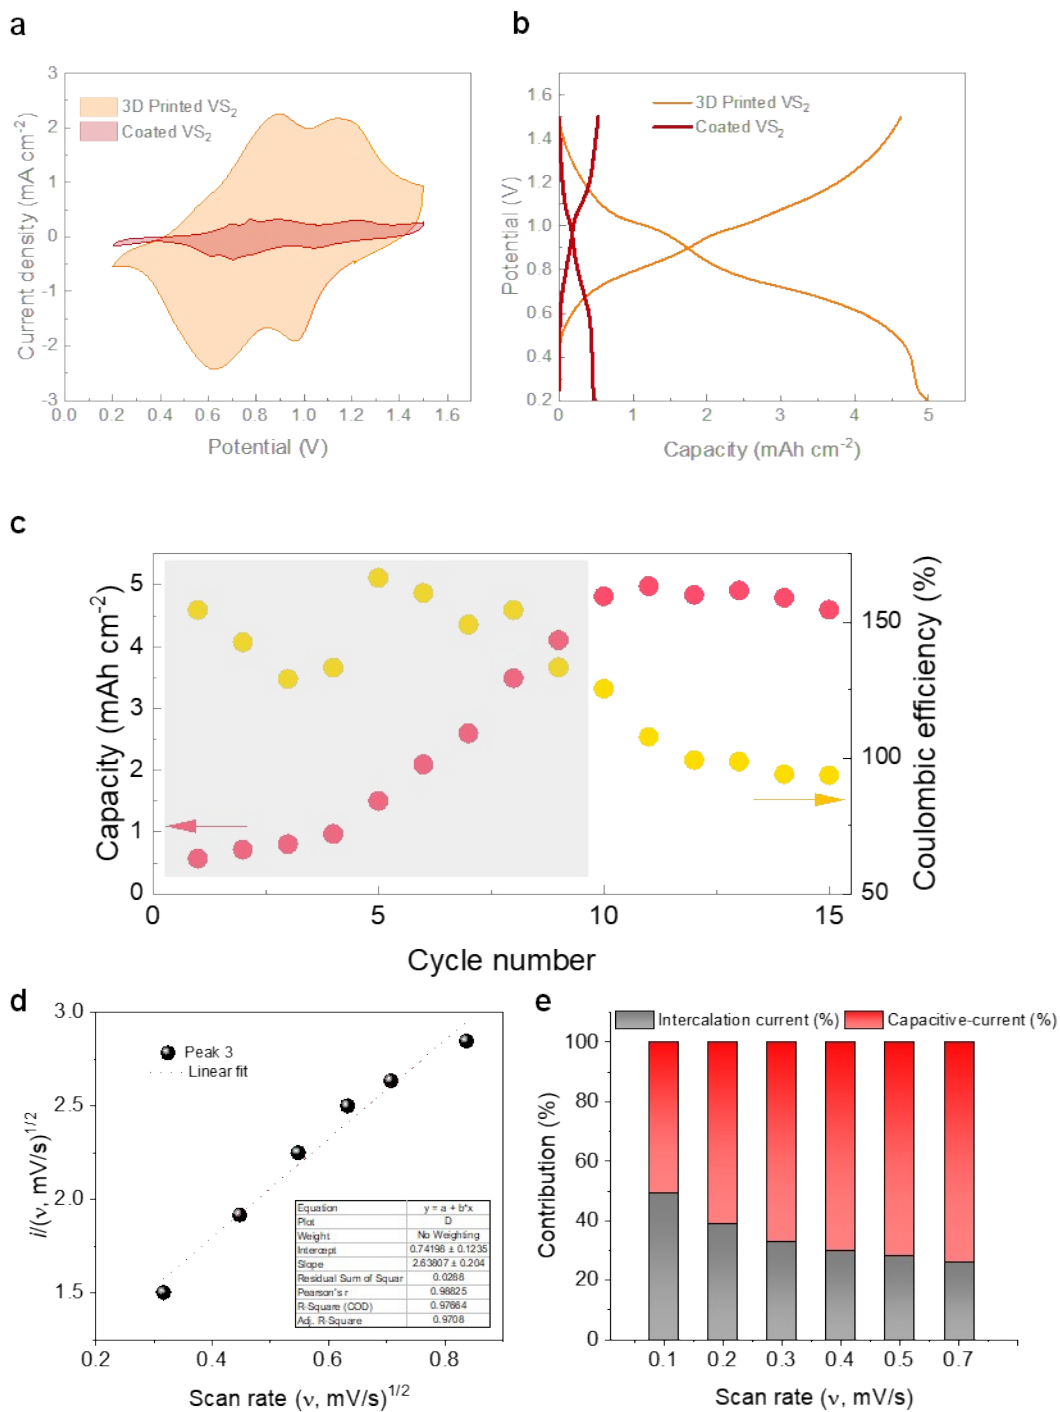 a
3D Printed VS2
Coated VS2
Current density (mA cm-2)
3
2
1
0
-1
-2
-3
0.0 0.2 0.4 0.6 0.8 1.0 1.2 1.4 1.6
Potential (V)
b
3D Printed VS2
Coated VS2
Potential (V)
1.6
1.4
1.2
1.0
0.8
0.6
0.4
0.2
0 1 2 3 4 5
Capacity (mAh cm-2)
c
Capacity (mAh cm-2)
5
4
3
2
1
0
0 5 10 15
Cycle number
150
100
50
Coulombic efficiency (%)
d
Peak 3
Linear fit
i/(ν, mV/s)1/2
3.0
2.5
2.0
1.5
Equation y = a + b*x
Plot D
Weight No Weighting
Intercept 0.74198 ± 0.1235
Slope 2.63807 ± 0.204
Residual Sum of Squar 0.0288
Pearson's r 0.98825
R-Square (COD) 0.97664
Adj. R-Square 0.9708
0.2 0.4 0.6 0.8
Scan rate (ν, mV/s)1/2
e
Intercalation current (%) Capacitive-current (%)
Contribution (%)
100
80
60
40
20
0
0.1 0.2 0.3 0.4 0.5 0.7
Scan rate (ν, mV/s)